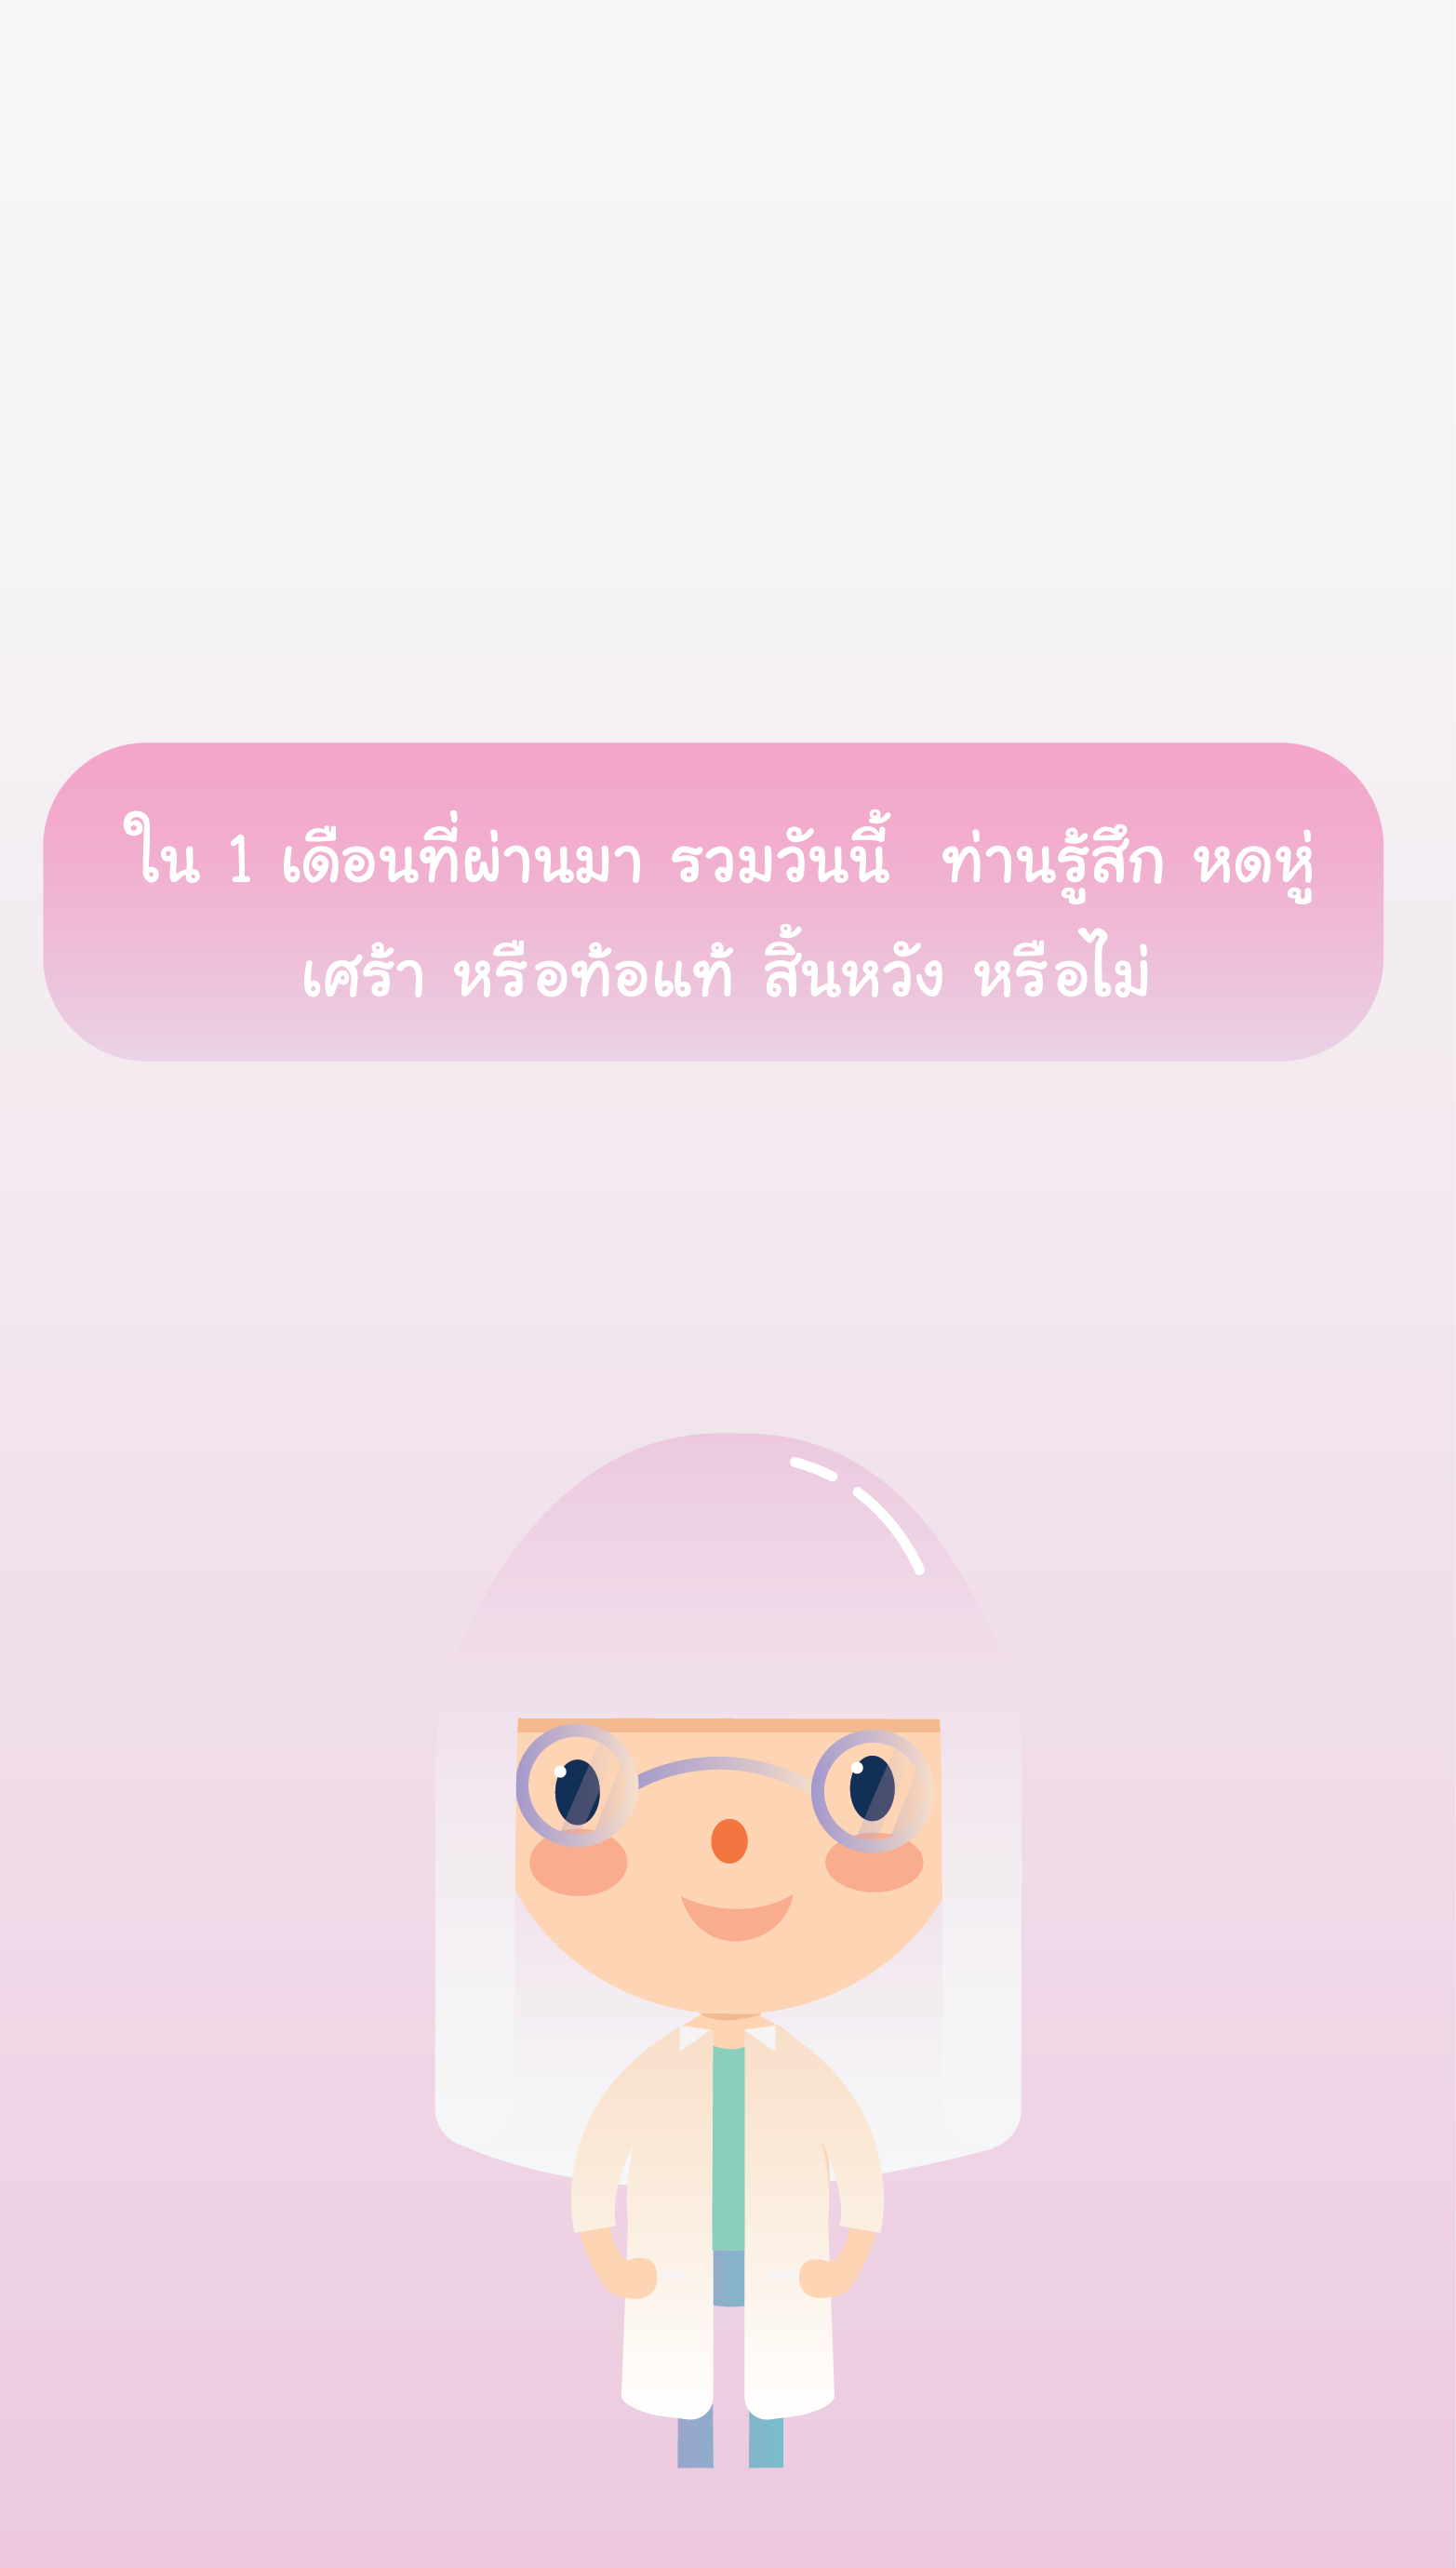 ใน 1 เดือนที่ผ่านมา รวมวันนี้ ท่านรู้สึก หดหู่
เศร้า หรือท้อแท้ สิ้นหวัง หรือไม่